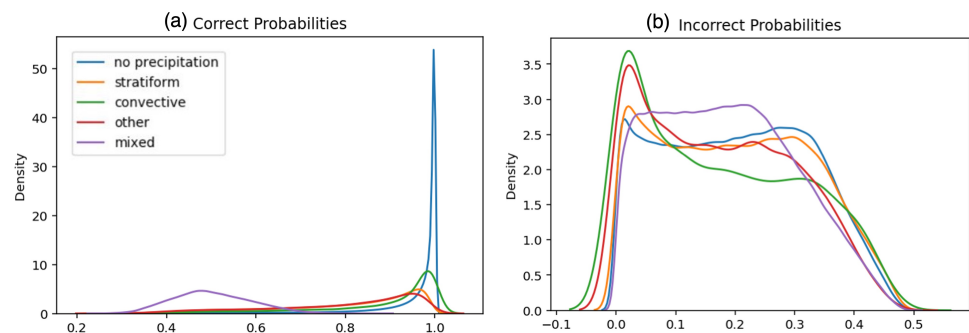 (a) Correct Probabilities
Density
50
40
30
20
10
0
0.2 0.4 0.6 0.8 1.0
no precipitation
stratiform
convective
other
mixed
(b) Incorrect Probabilities
Density
3.5
3.0
2.5
2.0
1.5
1.0
0.5
0.0
−0.1 0.0 0.1 0.2 0.3 0.4 0.5